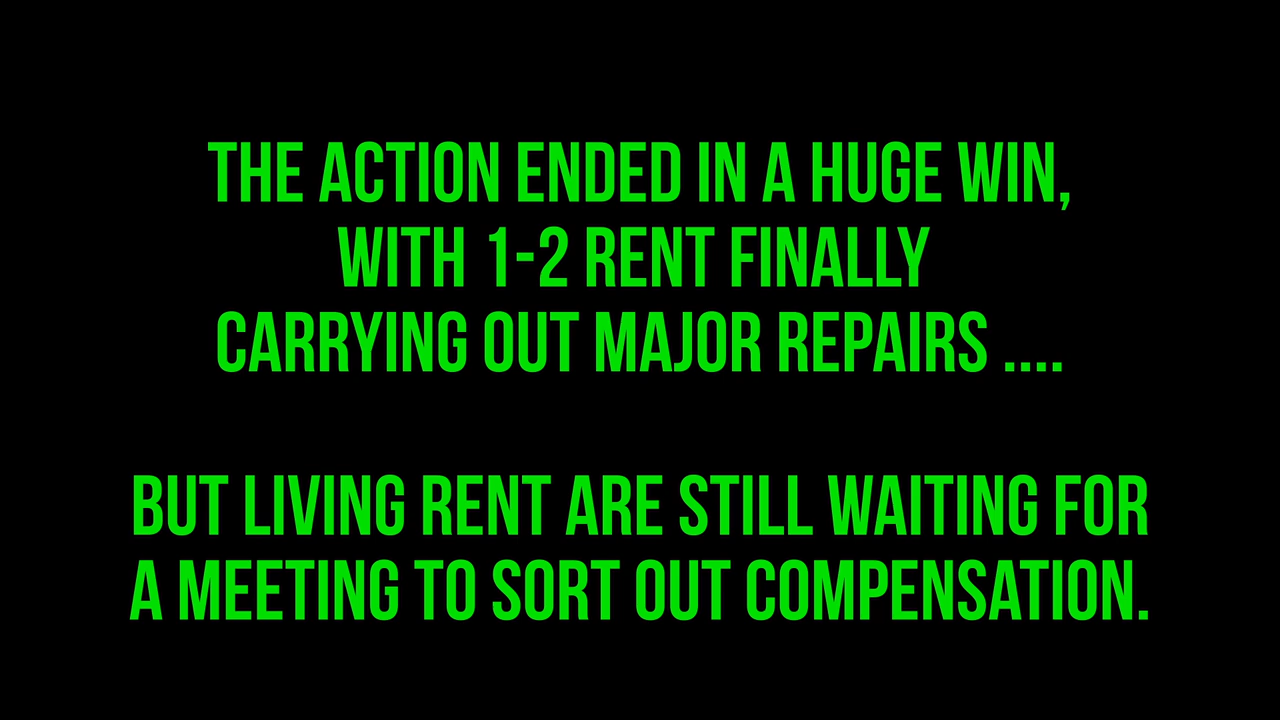 THE ACTION ENDED IN A HUGE WIN,
WITH 1-2 RENT FINALLY
CARRYING OUT MAJOR REPAIRS ....
BUT LIVING RENT ARE STILL WAITING FOR
A MEETING TO SORT OUT COMPENSATION.